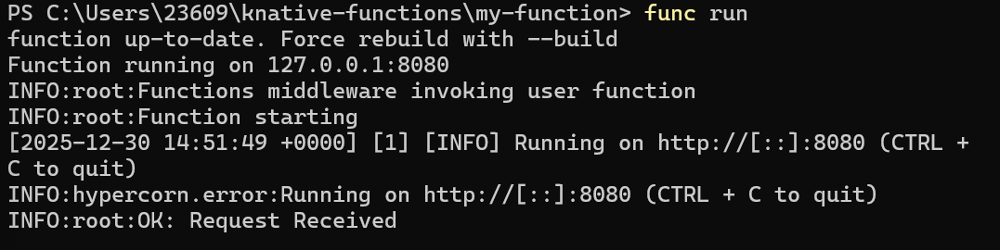 PS C:\Users\23609\knative-functions\my-function> func run
function up-to-date. Force rebuild with --build
Function running on 127.0.0.1:8080
INFO:root:Functions middleware invoking user function
INFO:root:Function starting
[2025-12-30 14:51:49 +0000] [1] [INFO] Running on http://[::]:8080 (CTRL +
C to quit)
INFO:hypercorn.error:Running on http://[::]:8080 (CTRL + C to quit)
INFO:root:OK: Request Received